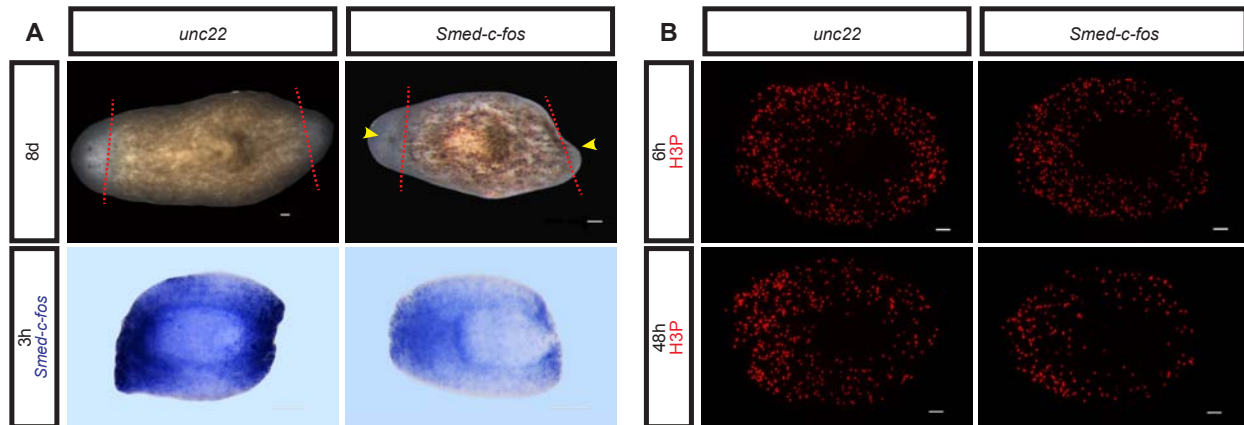 A
unc22
Smed-c-fos
8d
3h
Smed-c-fos
B
unc22
Smed-c-fos
6h
H3P
48h
H3P